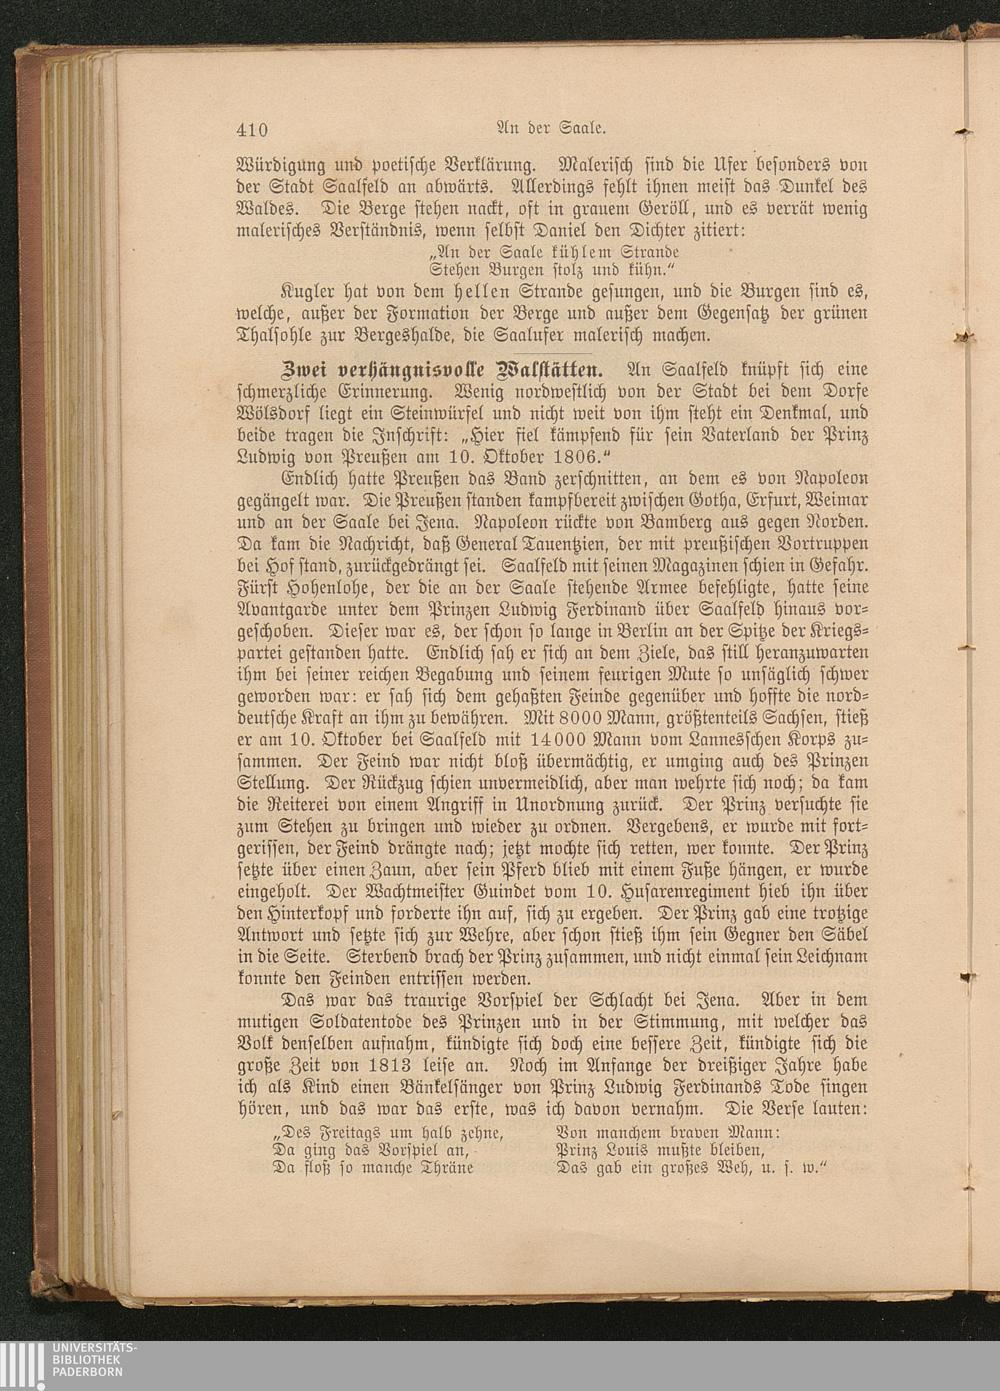 410
An der Saale.
Würdigung und poetische Verklärung. Malerisch sind die Ufer besonders von
der Stadt Saalfeld an abwärts. Allerdings fehlt ihnen meist das Dunkel des
Waldes. Die Berge stehen nackt, oft in grauem Geröll, und es verrät wenig
malerisches Verständnis, wenn selbst Daniel den Dichter zitiert:
„An der Saale kühlem Strande
Stehen Burgen stolz und kühn.“
Kugler hat von dem hellen Strande gesungen, und die Burgen sind es,
welche, außer der Formation der Berge und außer dem Gegensatz der grünen
Thalsohle zur Bergeshalde, die Saalufer malerisch machen.
Zwei verhängnisvolle Walstätten. An Saalfeld knüpft sich eine
schmerzliche Erinnerung. Wenig nordwestlich von der Stadt bei dem Dorfe
Wölsdorf liegt ein Steinwürfel und nicht weit von ihm steht ein Denkmal, und
beide tragen die Inschrift: „Hier fiel kämpfend für sein Vaterland der Prinz
Ludwig von Preußen am 10. Oktober 1806.“
Endlich hatte Preußen das Band zerschnitten, an dem es von Napoleon
gegängelt war. Die Preußen standen kampfbereit zwischen Gotha, Erfurt, Weimar
und an der Saale bei Jena. Napoleon rückte von Bamberg aus gegen Norden.
Da kam die Nachricht, daß General Tauentzien, der mit preußischen Vortruppen
bei Hof stand, zurückgedrängt sei. Saalfeld mit seinen Magazinen schien in Gefahr.
Fürst Hohenlohe, der die an der Saale stehende Armee befehligte, hatte seine
Avantgarde unter dem Prinzen Ludwig Ferdinand über Saalfeld hinaus vor-
geschoben. Dieser war es, der schon so lange in Berlin an der Spitze der Kriegs-
partei gestanden hatte. Endlich sah er sich an dem Ziele, das still heranzuwarten
ihm bei seiner reichen Begabung und seinem feurigen Mute so unsäglich schwer
geworden war: er sah sich dem gehaßten Feinde gegenüber und hoffte die nord-
deutsche Kraft an ihm zu bewähren. Mit 8000 Mann, größtenteils Sachsen, stieß
er am 10. Oktober bei Saalfeld mit 14000 Mann vom Lannesschen Korps zu-
sammen. Der Feind war nicht bloß übermächtig, er umging auch des Prinzen
Stellung. Der Rückzug schien unvermeidlich, aber man wehrte sich noch; da kam
die Reiterei von einem Angriff in Unordnung zurück. Der Prinz versuchte sie
zum Stehen zu bringen und wieder zu ordnen. Vergebens, er wurde mit fort-
gerissen, der Feind drängte nach; jetzt mochte sich retten, wer konnte. Der Prinz
setzte über einen Zaun, aber sein Pferd blieb mit einem Fuße hängen, er wurde
eingeholt. Der Wachtmeister Guindet vom 10. Husarenregiment hieb ihn über
den Hinterkopf und forderte ihn auf, sich zu ergeben. Der Prinz gab eine trotzige
Antwort und setzte sich zur Wehre, aber schon stieß ihm sein Gegner den Säbel
in die Seite. Sterbend brach der Prinz zusammen, und nicht einmal sein Leichnam
konnte den Feinden entrissen werden.
Das war das traurige Vorspiel der Schlacht bei Jena. Aber in dem
mutigen Soldatentode des Prinzen und in der Stimmung, mit welcher das
Volk denselben aufnahm, kündigte sich doch eine bessere Zeit, kündigte sich die
große Zeit von 1813 leise an. Noch im Anfange der dreißiger Jahre habe
ich als Kind einen Bänkelsänger von Prinz Ludwig Ferdinands Tode singen
hören, und das war das erste, was ich davon vernahm. Die Verse lauten:
„Des Freitags um halb zehne,
Da ging das Vorspiel an,
Da floß so manche Thräne
Von manchem braven Mann:
Prinz Louis mußte bleiben,
Das gab ein großes Weh, u. s. w.“
UNIVERSITÄTS-
BIBLIOTHEK
PADERBORN